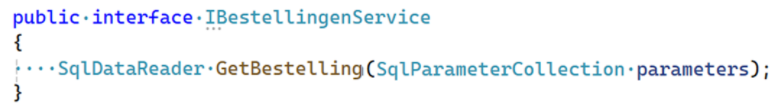 public interface IBestellingenService
{
    SqlDataReader GetBestelling(SqlParameterCollection parameters);
}